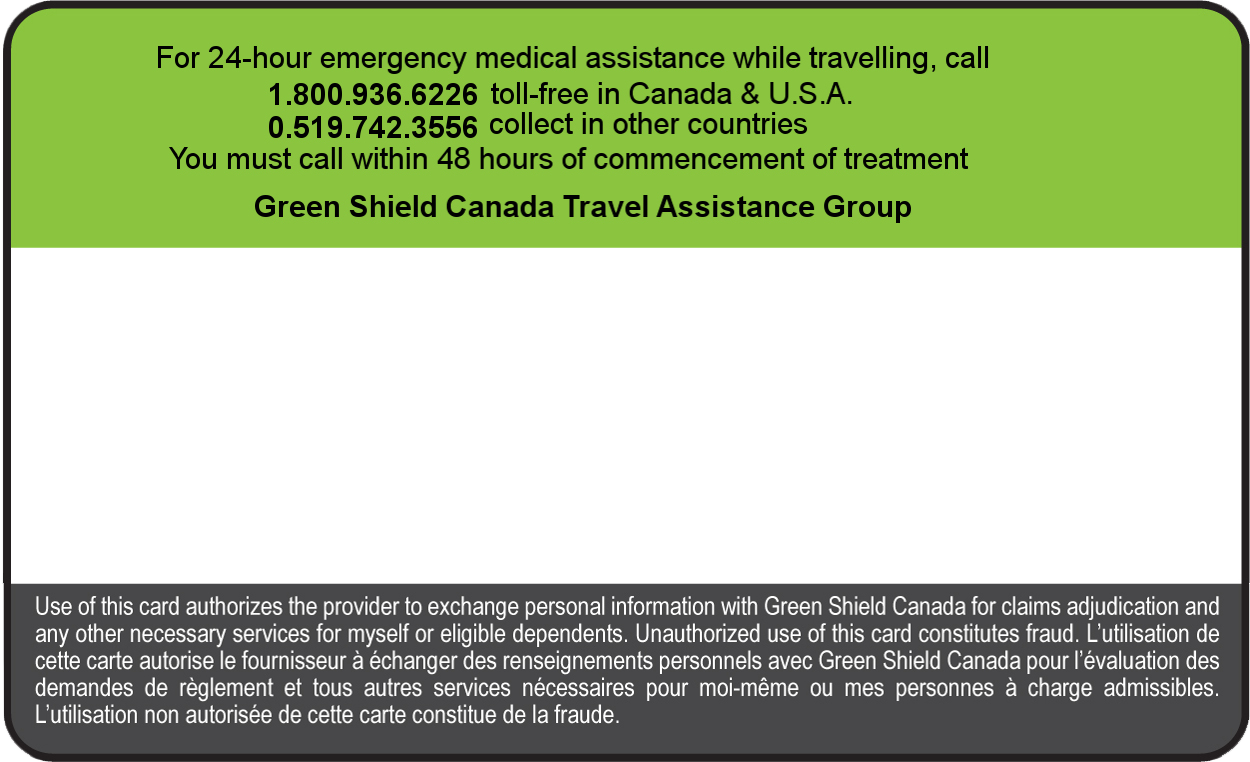 For 24-hour emergency medical assistance while travelling, call
1.800.936.6226 toll-free in Canada & U.S.A.
0.519.742.3556 collect in other countries
You must call within 48 hours of commencement of treatment
Green Shield Canada Travel Assistance Group
Use of this card authorizes the provider to exchange personal information with Green Shield Canada for claims adjudication and
any other necessary services for myself or eligible dependents. Unauthorized use of this card constitutes fraud. L’utilisation de
cette carte autorise le fournisseur à échanger des renseignements personnels avec Green Shield Canada pour l’évaluation des
demandes de règlement et tous autres services nécessaires pour moi-même ou mes personnes à charge admissibles.
L’utilisation non autorisée de cette carte constitue de la fraude.